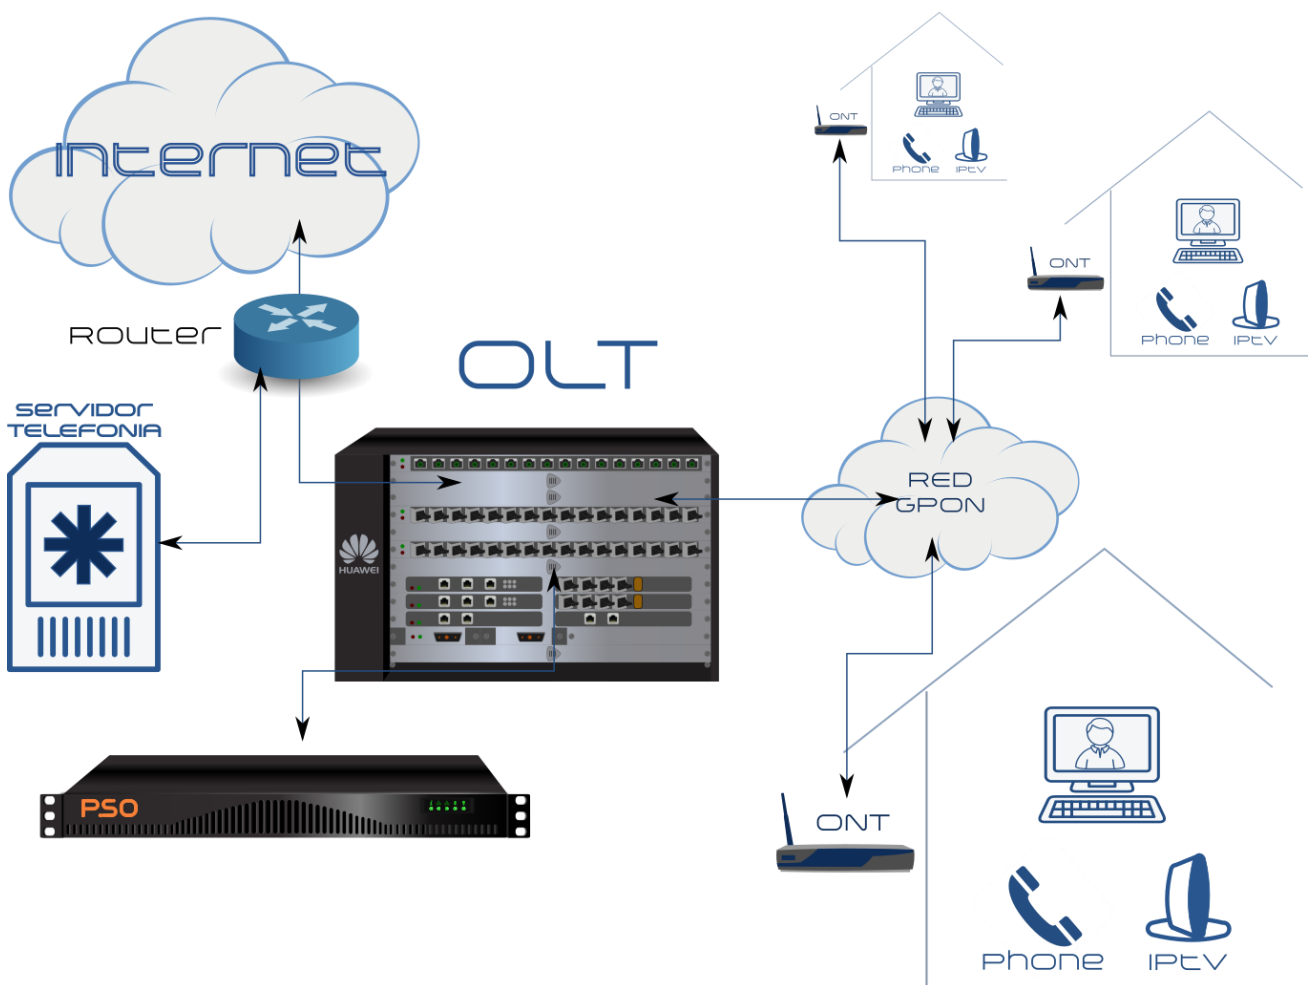 Internet
Router
SERVIDOR
TELEFONIA
OLT
HUAWEI
PSO
RED
GPON
ONT
Phone
IPtV
ONT
Phone
IPtV
ONT
Phone
IPtV